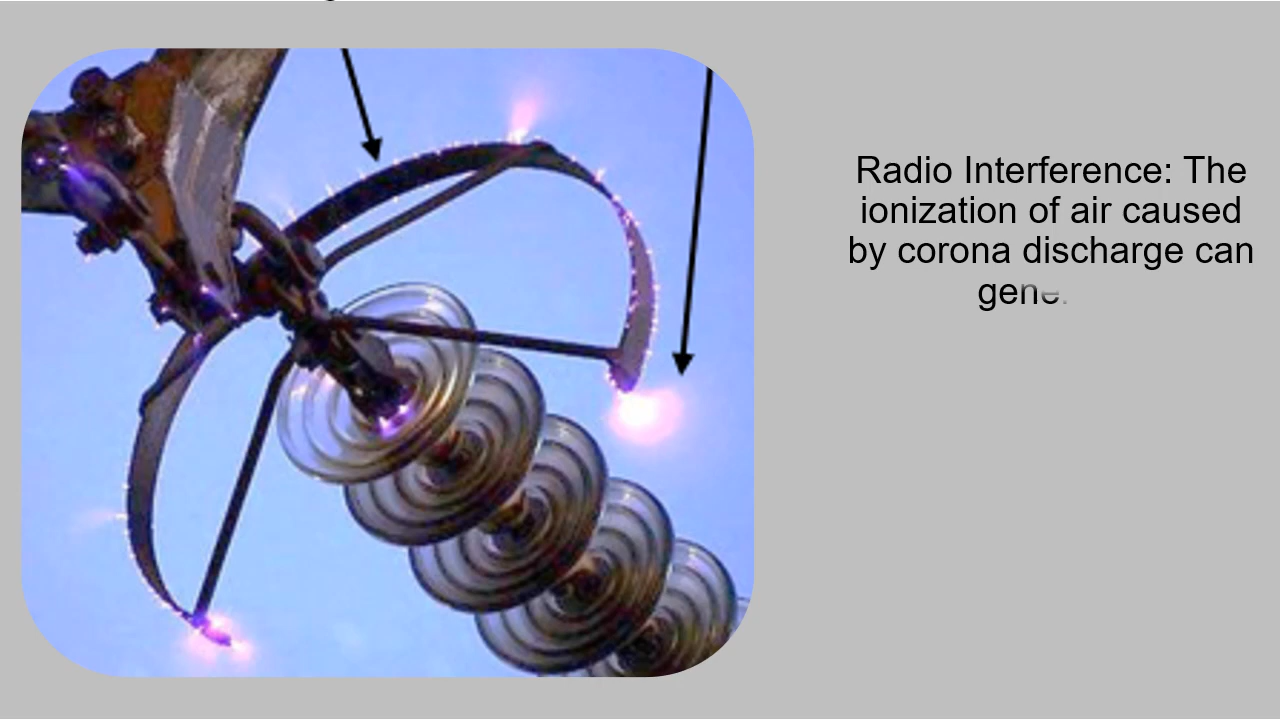 Radio Interference: The
ionization of air caused
by corona discharge can